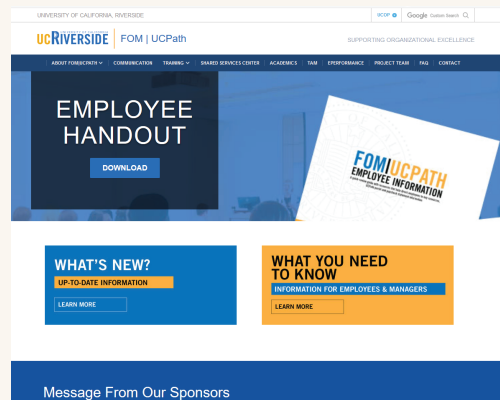 UNIVERSITY OF CALIFORNIA, RIVERSIDE
UCR Google Custom Search
UCRIVERSIDE FOM | UCPath
SUPPORTING ORGANIZATIONAL EXCELLENCE
ABOUT FOM/UCPATH COMMUNICATION TRAINING SHARED SERVICES CENTER ACADEMICS TAM EPERFORMANCE PROJECT TEAM FAQ CONTACT
EMPLOYEE
HANDOUT
DOWNLOAD
FOM|UCPATH
EMPLOYEE INFORMATION
WHAT'S NEW?
UP-TO-DATE INFORMATION
LEARN MORE
WHAT YOU NEED
TO KNOW
INFORMATION FOR EMPLOYEES & MANAGERS
LEARN MORE
Message From Our Sponsors